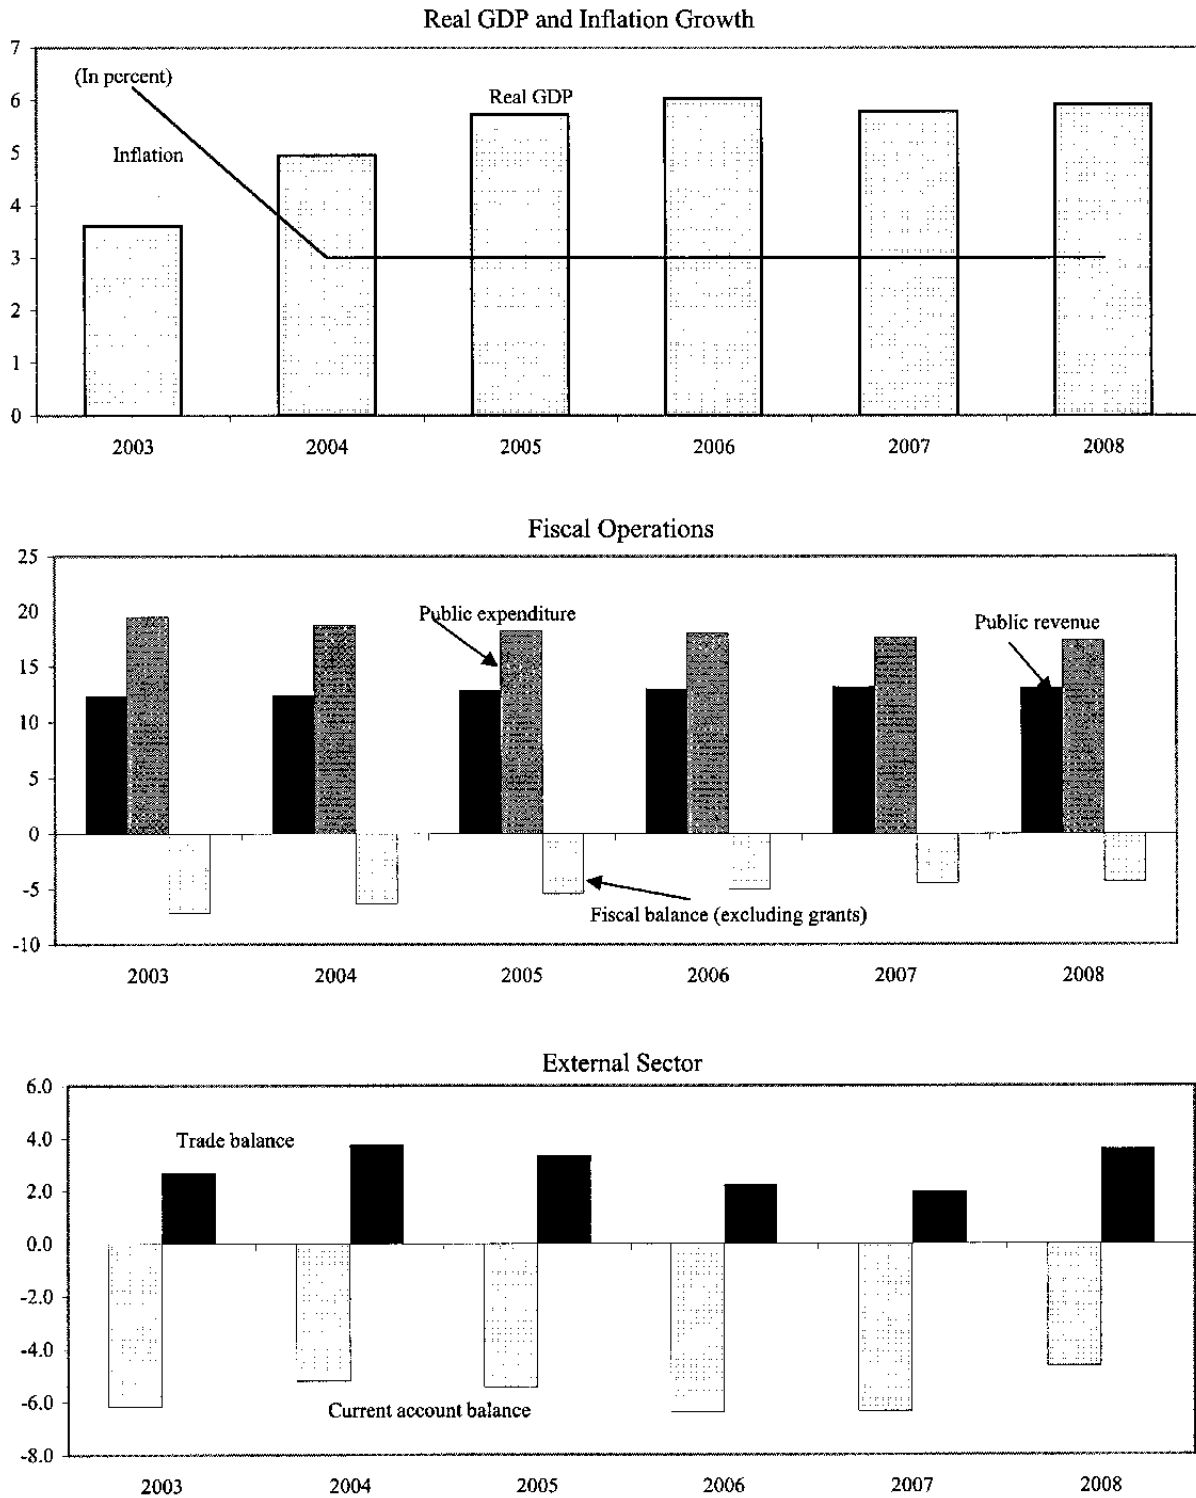 Real GDP and Inflation Growth
7
(In percent)
6
Real GDP
5
Inflation
4
3
2
1
0
2003 2004 2005 2006 2007 2008
Fiscal Operations
25
20
Public expenditure
Public revenue
15
10
5
0
-5
Fiscal balance (excluding grants)
-10
2003 2004 2005 2006 2007 2008
External Sector
6.0
4.0
Trade balance
2.0
0.0
-2.0
-4.0
-6.0
Current account balance
-8.0
2003 2004 2005 2006 2007 2008